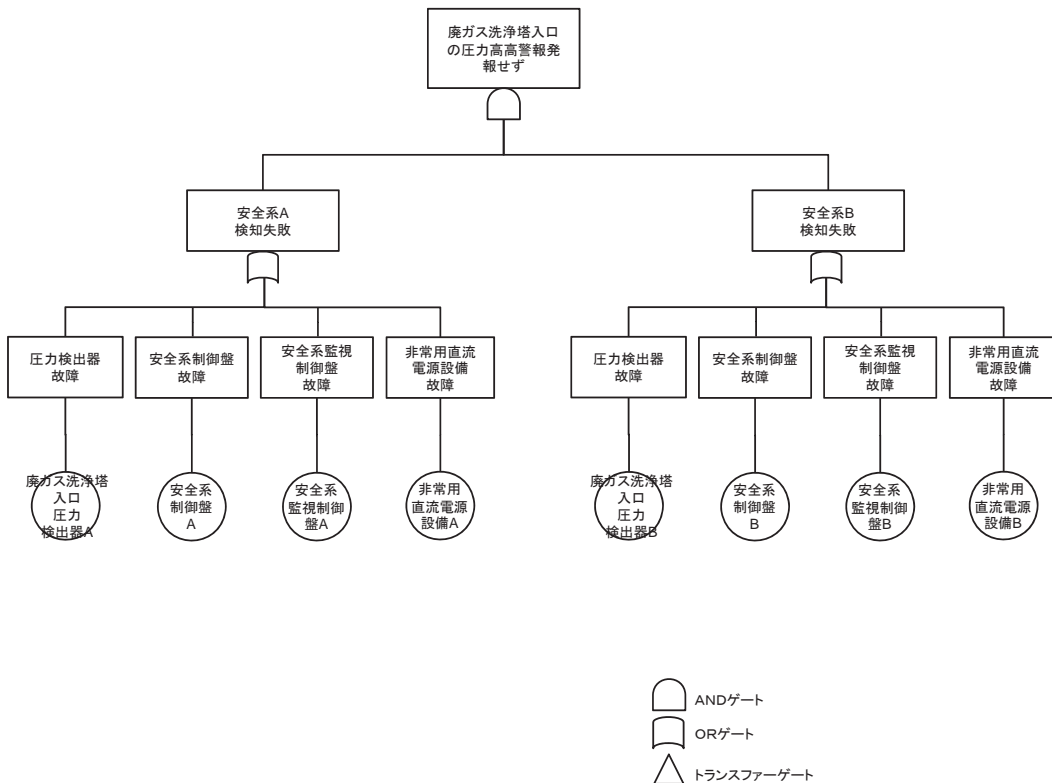 廃ガス洗浄塔入口
の圧力高高警報発
報せず
安全系A
検知失敗
安全系B
検知失敗
圧力検出器
故障
安全系制御盤
故障
安全系監視
制御盤
故障
非常用直流
電源設備
故障
圧力検出器
故障
安全系制御盤
故障
安全系監視
制御盤
故障
非常用直流
電源設備
故障
廃ガス洗浄塔
入口
圧力
検出器A
安全系
制御盤
A
安全系
監視制御
盤A
非常用
直流電源
設備A
廃ガス洗浄塔
入口
圧力
検出器B
安全系
制御盤
B
安全系
監視制御
盤B
非常用
直流電源
設備B
ANDゲート
ORゲート
トランスファーゲート